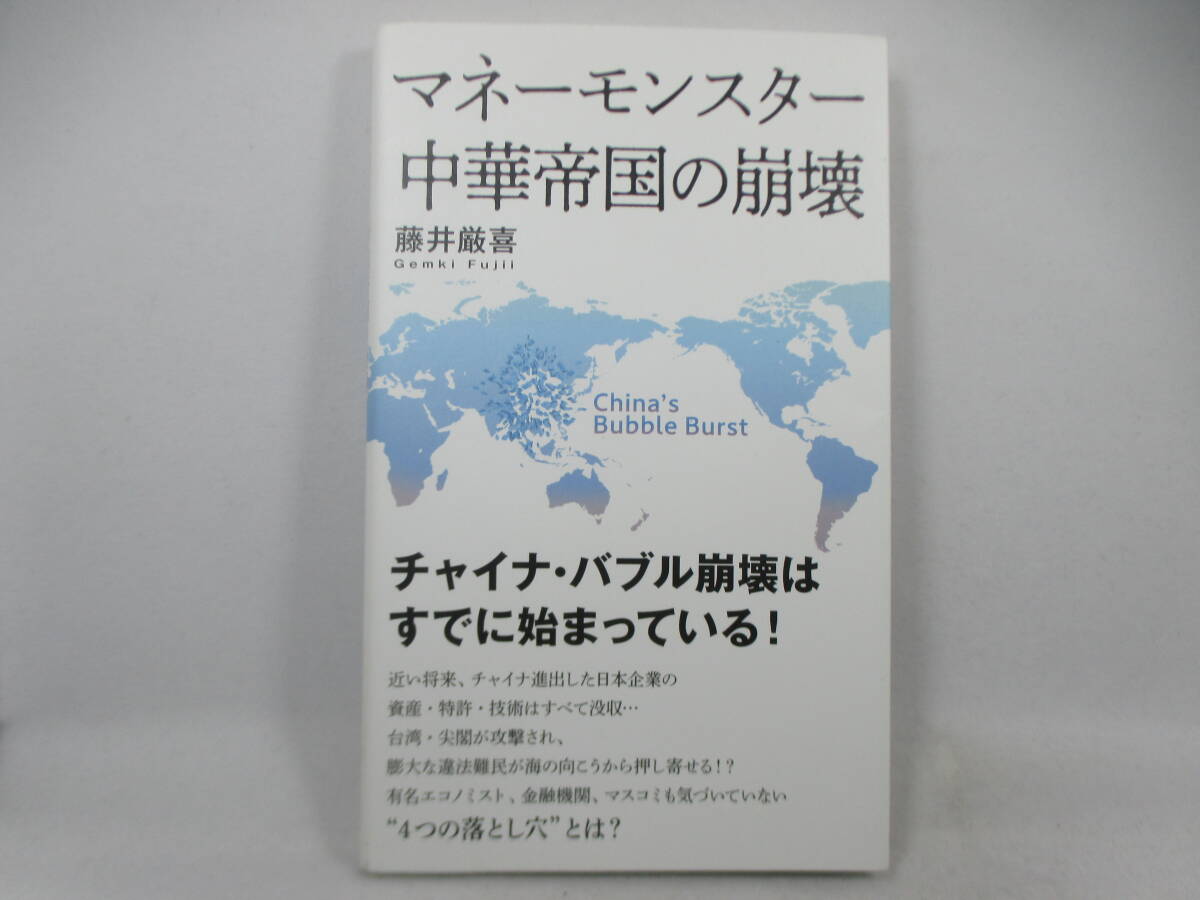 マネーモンスター
中華帝国の崩壊
藤井厳喜
Gemki Fujii
China's
Bubble Burst
チャイナ・バブル崩壊は
すでに始まっている！
近い将来、チャイナ進出した日本企業の
資産・特許・技術はすべて没収…
台湾・尖閣が攻撃され、
膨大な違法難民が海の向こうから押し寄せる！？
有名エコノミスト、金融機関、マスコミも気づいていない
“4つの落とし穴”とは？